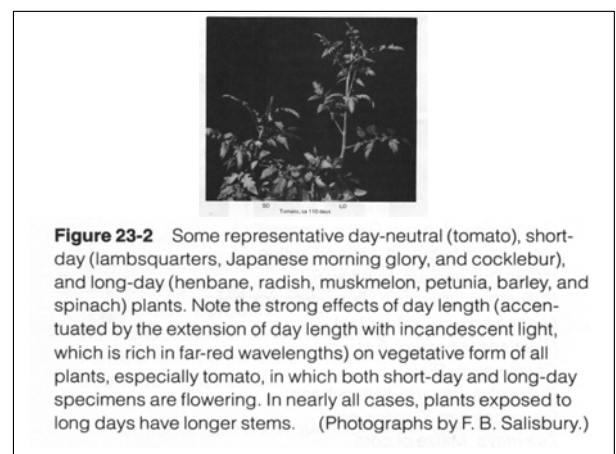 SD LD
Tomato, ca 110 days
Figure 23-2 Some representative day-neutral (tomato), short-
day (lambsquarters, Japanese morning glory, and cocklebur),
and long-day (henbane, radish, muskmelon, petunia, barley, and
spinach) plants. Note the strong effects of day length (accen-
tuated by the extension of day length with incandescent light,
which is rich in far-red wavelengths) on vegetative form of all
plants, especially tomato, in which both short-day and long-day
specimens are flowering. In nearly all cases, plants exposed to
long days have longer stems. (Photographs by F. B. Salisbury.)